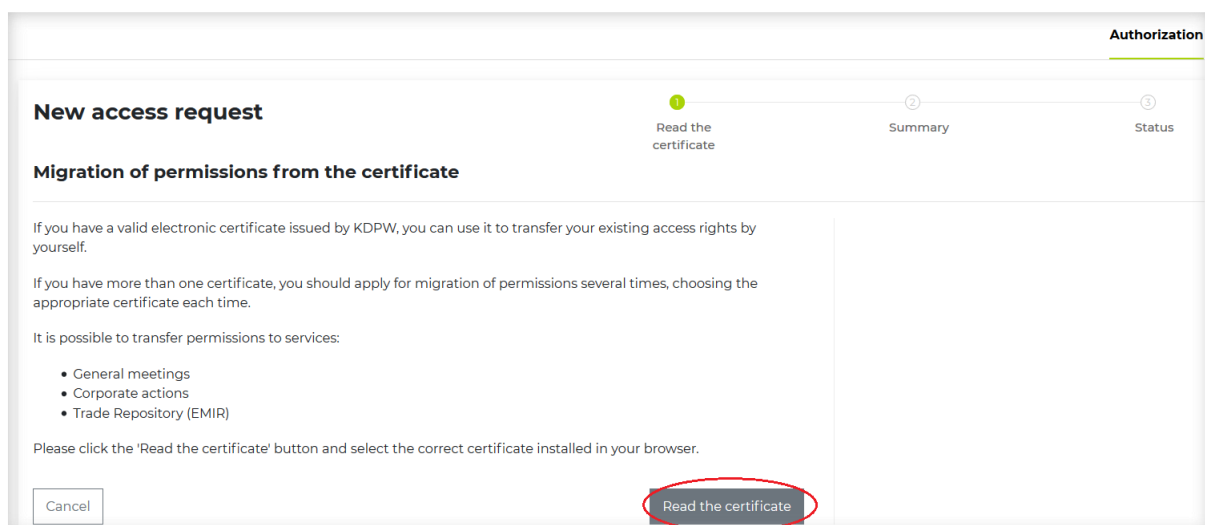 Authorization
New access request
1
2
3
Read the
certificate
Summary
Status
Migration of permissions from the certificate
If you have a valid electronic certificate issued by KDPW, you can use it to transfer your existing access rights by
yourself.
If you have more than one certificate, you should apply for migration of permissions several times, choosing the
appropriate certificate each time.
It is possible to transfer permissions to services:
• General meetings
• Corporate actions
• Trade Repository (EMIR)
Please click the 'Read the certificate' button and select the correct certificate installed in your browser.
Cancel
Read the certificate